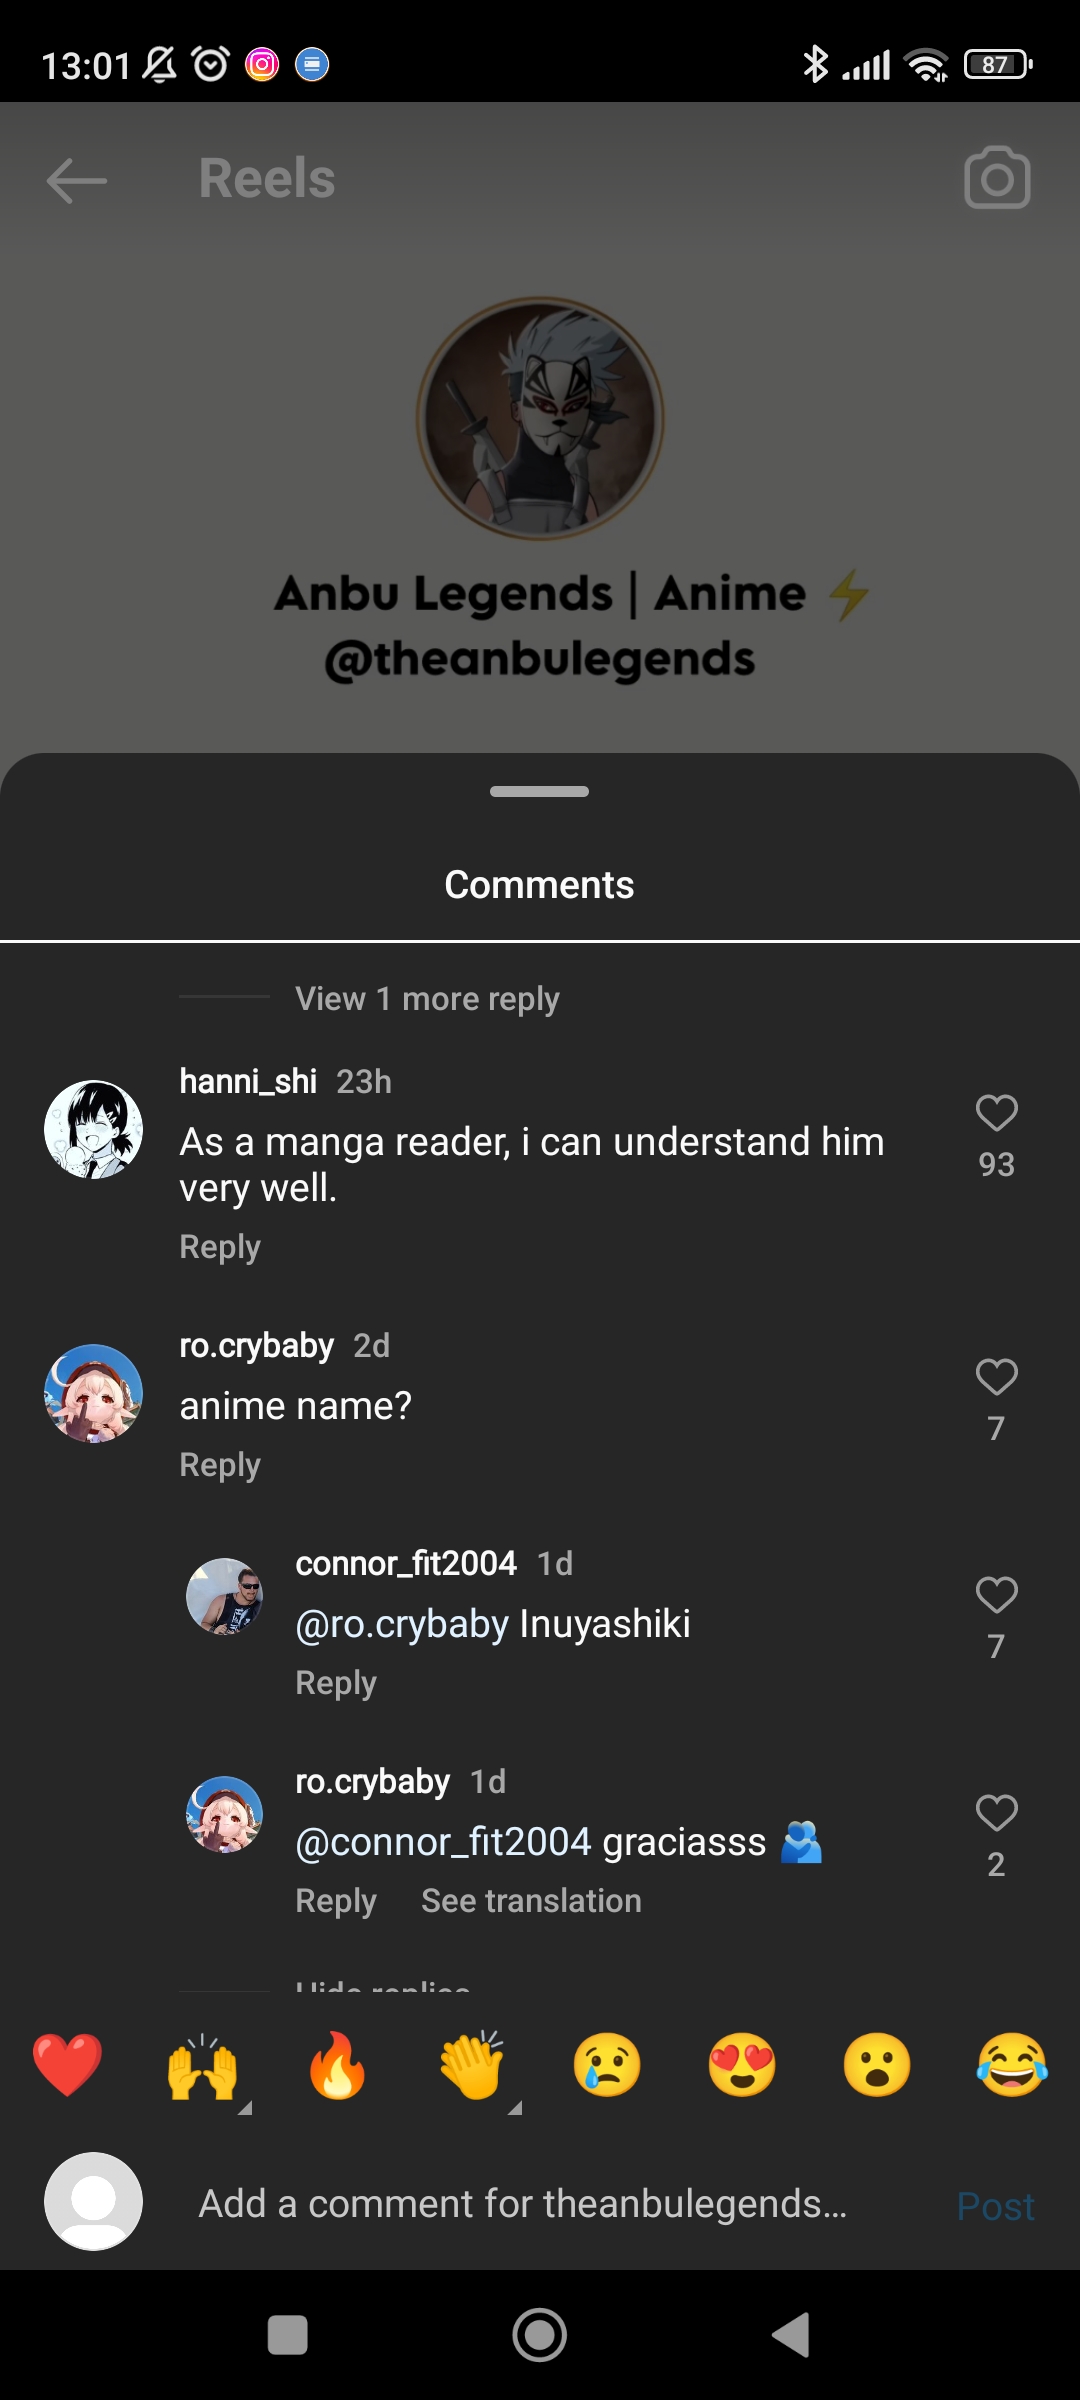 13:01
87
Reels
Anbu Legends | Anime ⚡
@theanbulegends
Comments
View 1 more reply
hanni_shi 23h
As a manga reader, i can understand him
very well.
93
Reply
ro.crybaby 2d
anime name?
7
Reply
connor_fit2004 1d
@ro.crybaby Inuyashiki
7
Reply
ro.crybaby 1d
@connor_fit2004 graciasss 🫂
2
Reply See translation
Hide replies
❤️ 🙌 🔥 👏 😢 😍 😮 😂
Add a comment for theanbulegends...
Post